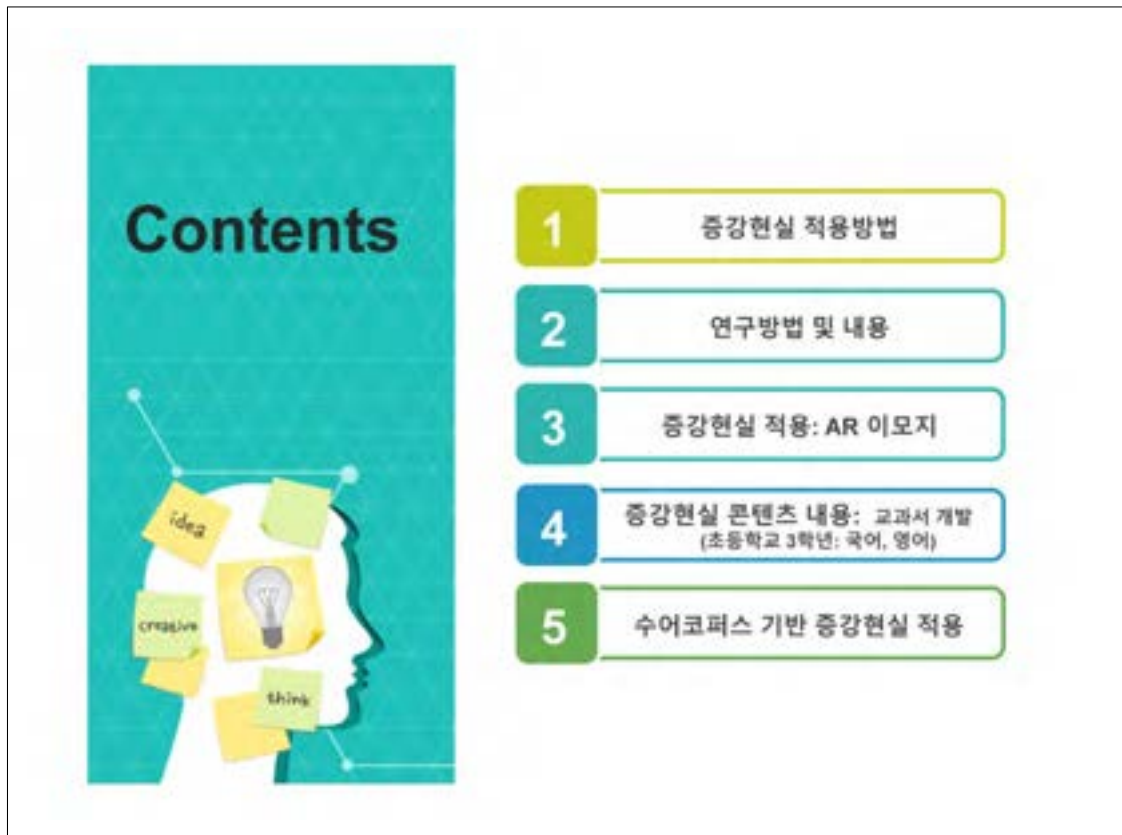 Contents
1
증강현실 적용방법
2
연구방법 및 내용
3
증강현실 적용: AR 이모지
4
증강현실 콘텐츠 내용: 교과서 개발
(초등학교 3학년: 국어, 영어)
5
수어코퍼스 기반 증강현실 적용
idea
creative
think